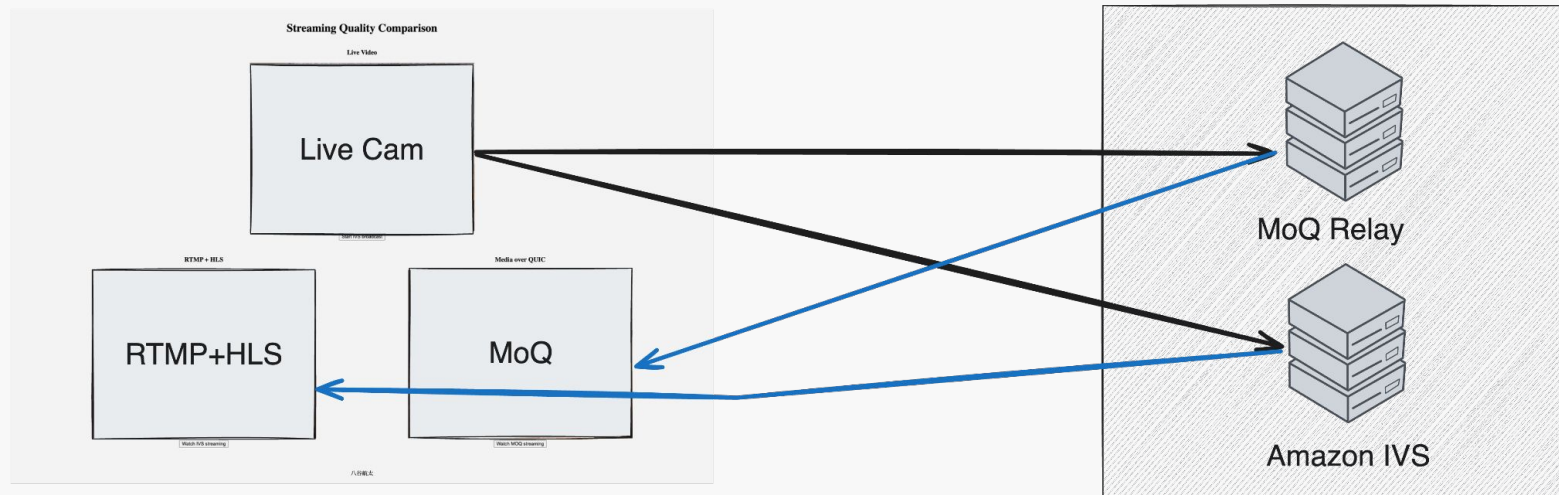 Streaming Quality Comparison
Live Video
Live Cam
MoQ Relay
RTMP + HLS
Media over QUIC
RTMP+HLS
MoQ
Watch IVS streaming
Watch MOQ streaming
Amazon IVS